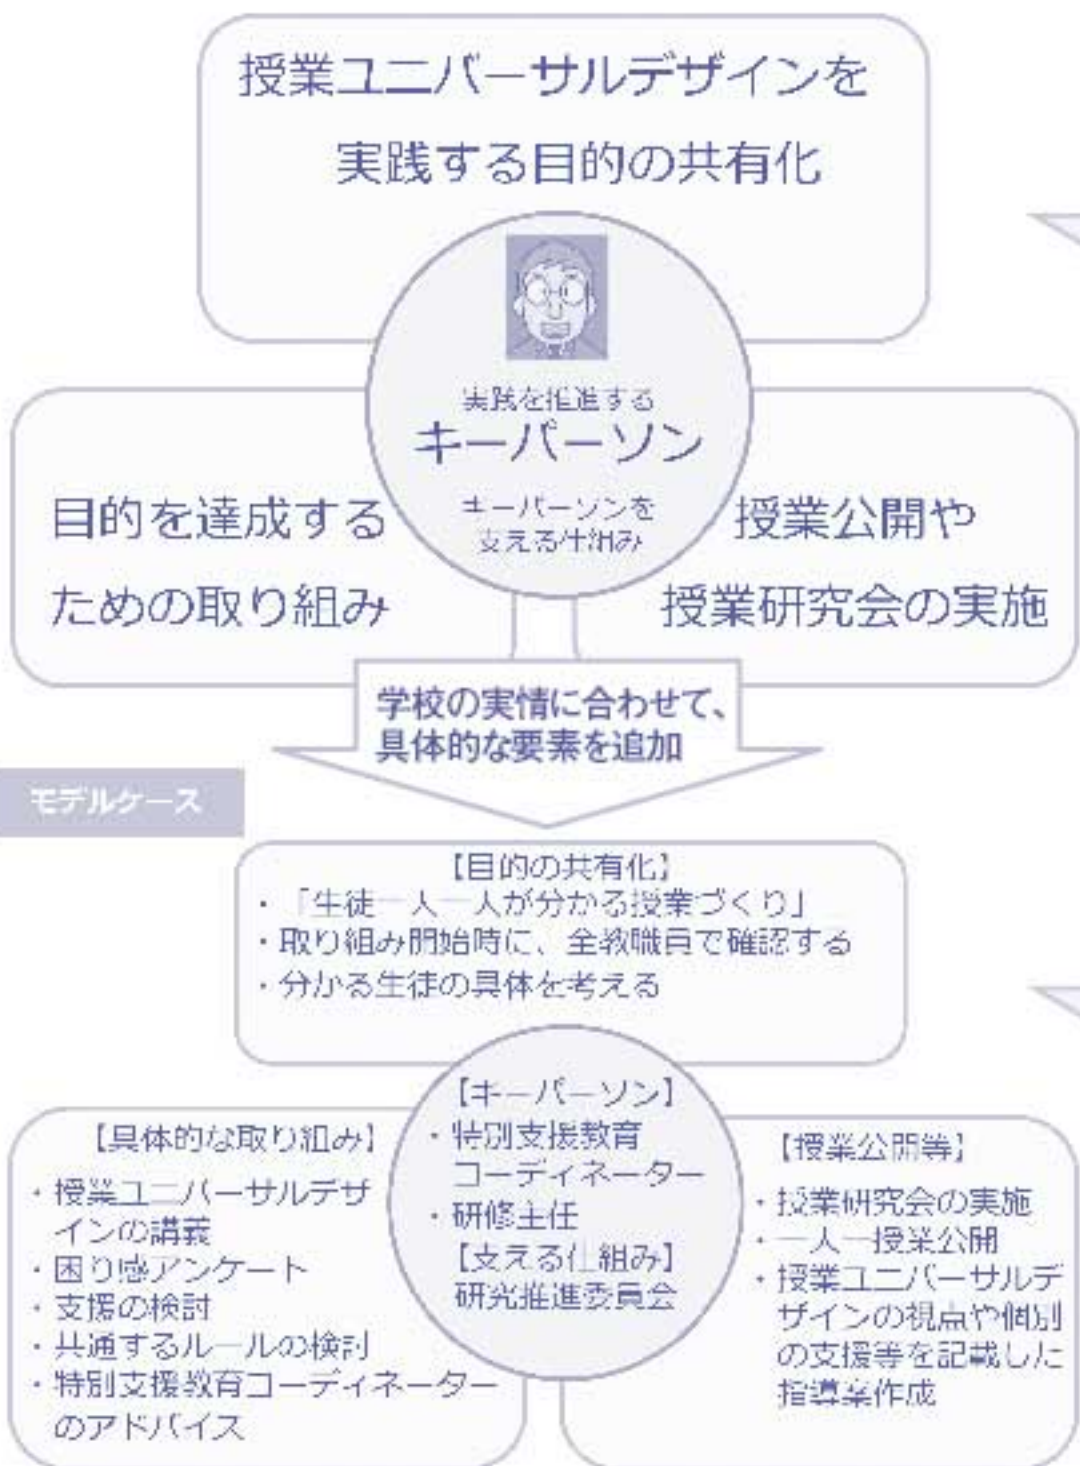 授業ユニバーサルデザインを
実践する目的の共有化
実践を推進する
キーパーソン
キーパーソンを
支える仕組み
目的を達成する
ための取り組み
授業公開や
授業研究会の実施
学校の実情に合わせて、
具体的な要素を追加
モデルケース
【目的の共有化】
・「生徒一人一人が分かる授業づくり」
・取り組み開始時に、全教職員で確認する
・分かる生徒の具体を考える
【キーパーソン】
・特別支援教育
コーディネーター
・研修主任
【支える仕組み】
研究推進委員会
【具体的な取り組み】
・授業ユニバーサルデザ
インの講義
・困り感アンケート
・支援の検討
・共通するルールの検討
・特別支援教育コーディネーター
のアドバイス
【授業公開等】
・授業研究会の実施
・一人一授業公開
・授業ユニバーサルデ
ザインの視点や個別
の支援等を記載した
指導案作成